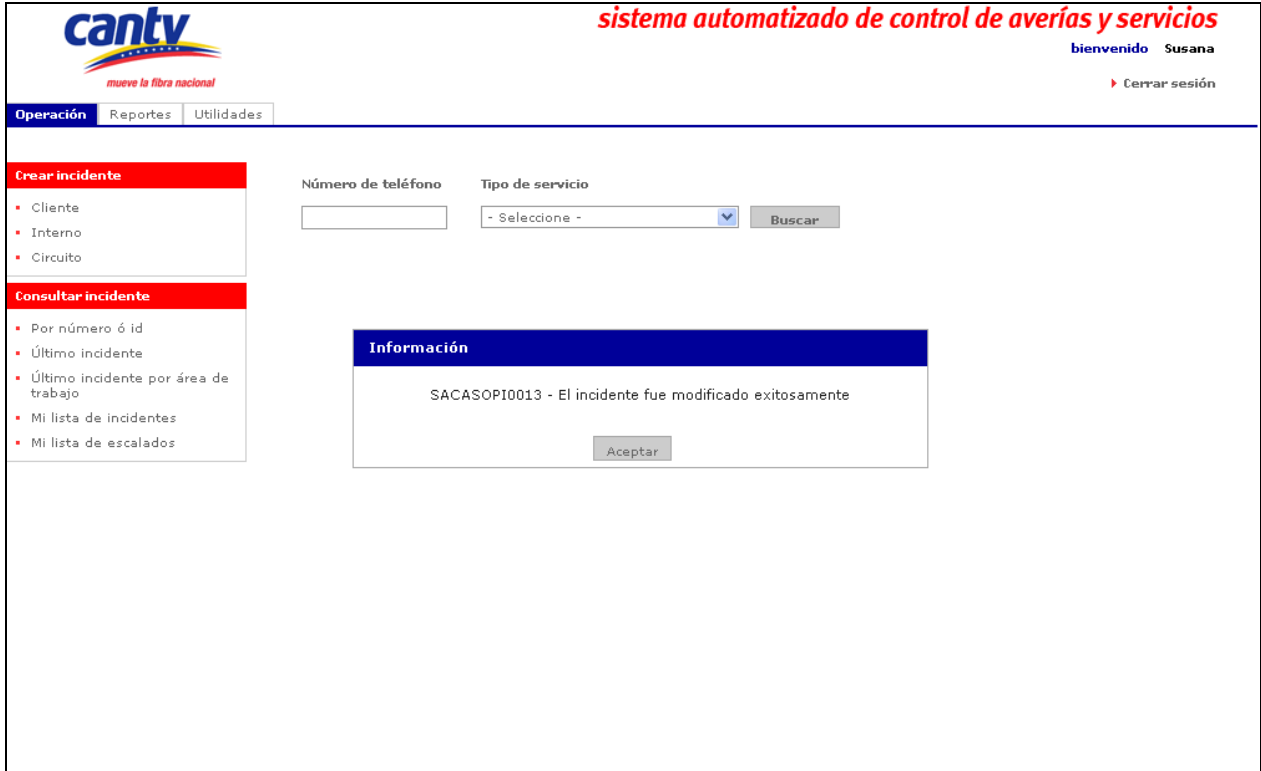 cantv
mueve la fibra nacional
sistema automatizado de control de averías y servicios
bienvenido Susana
Cerrar sesión
Operación Reportes Utilidades
Crear incidente
Cliente
Interno
Circuito
Consultar incidente
Por número ó id
Último incidente
Último incidente por área de
trabajo
Mi lista de incidentes
Mi lista de escalados
Número de teléfono Tipo de servicio
- Seleccione - Buscar
Información
SACASOPI0013 - El incidente fue modificado exitosamente
Aceptar